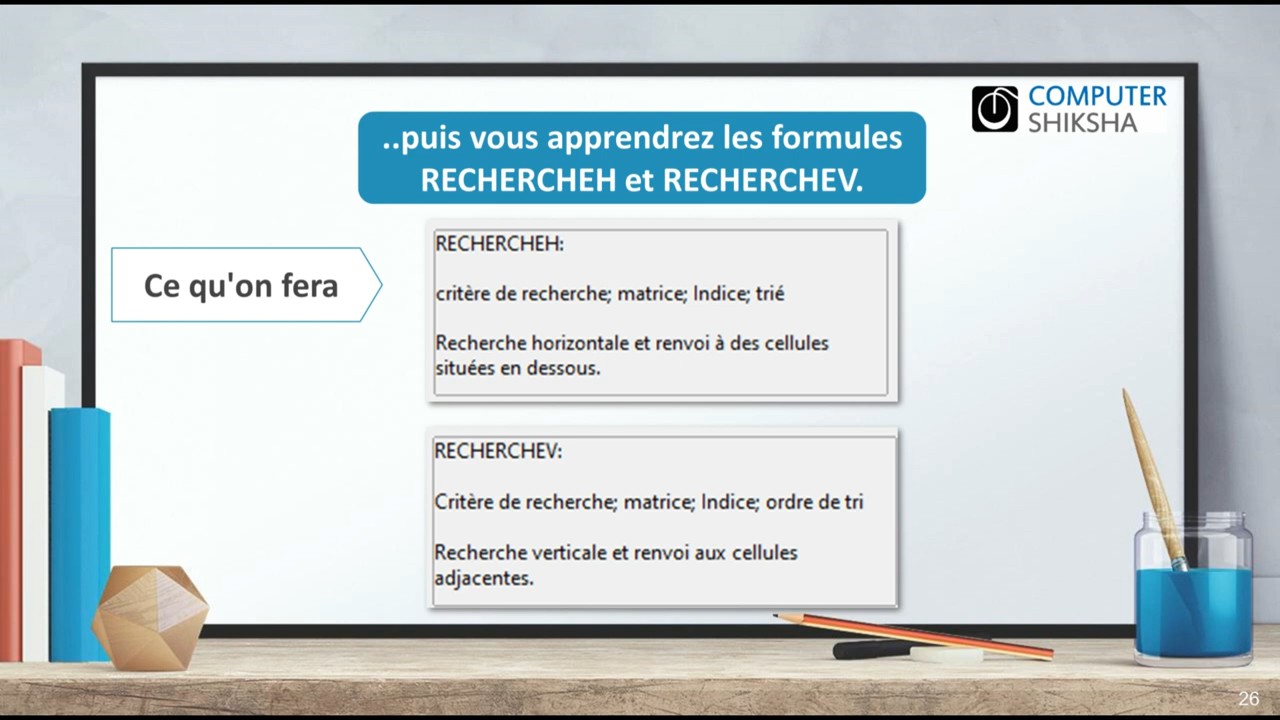 COMPUTER
SHIKSHA
..puis vous apprendrez les formules
RECHERCHEH et RECHERCHEV.
Ce qu'on fera
RECHERCHEH:
critère de recherche; matrice; Indice; trié
Recherche horizontale et renvoi à des cellules
situées en dessous.
RECHERCHEV:
Critère de recherche; matrice; Indice; ordre de tri
Recherche verticale et renvoi aux cellules
adjacentes.
26